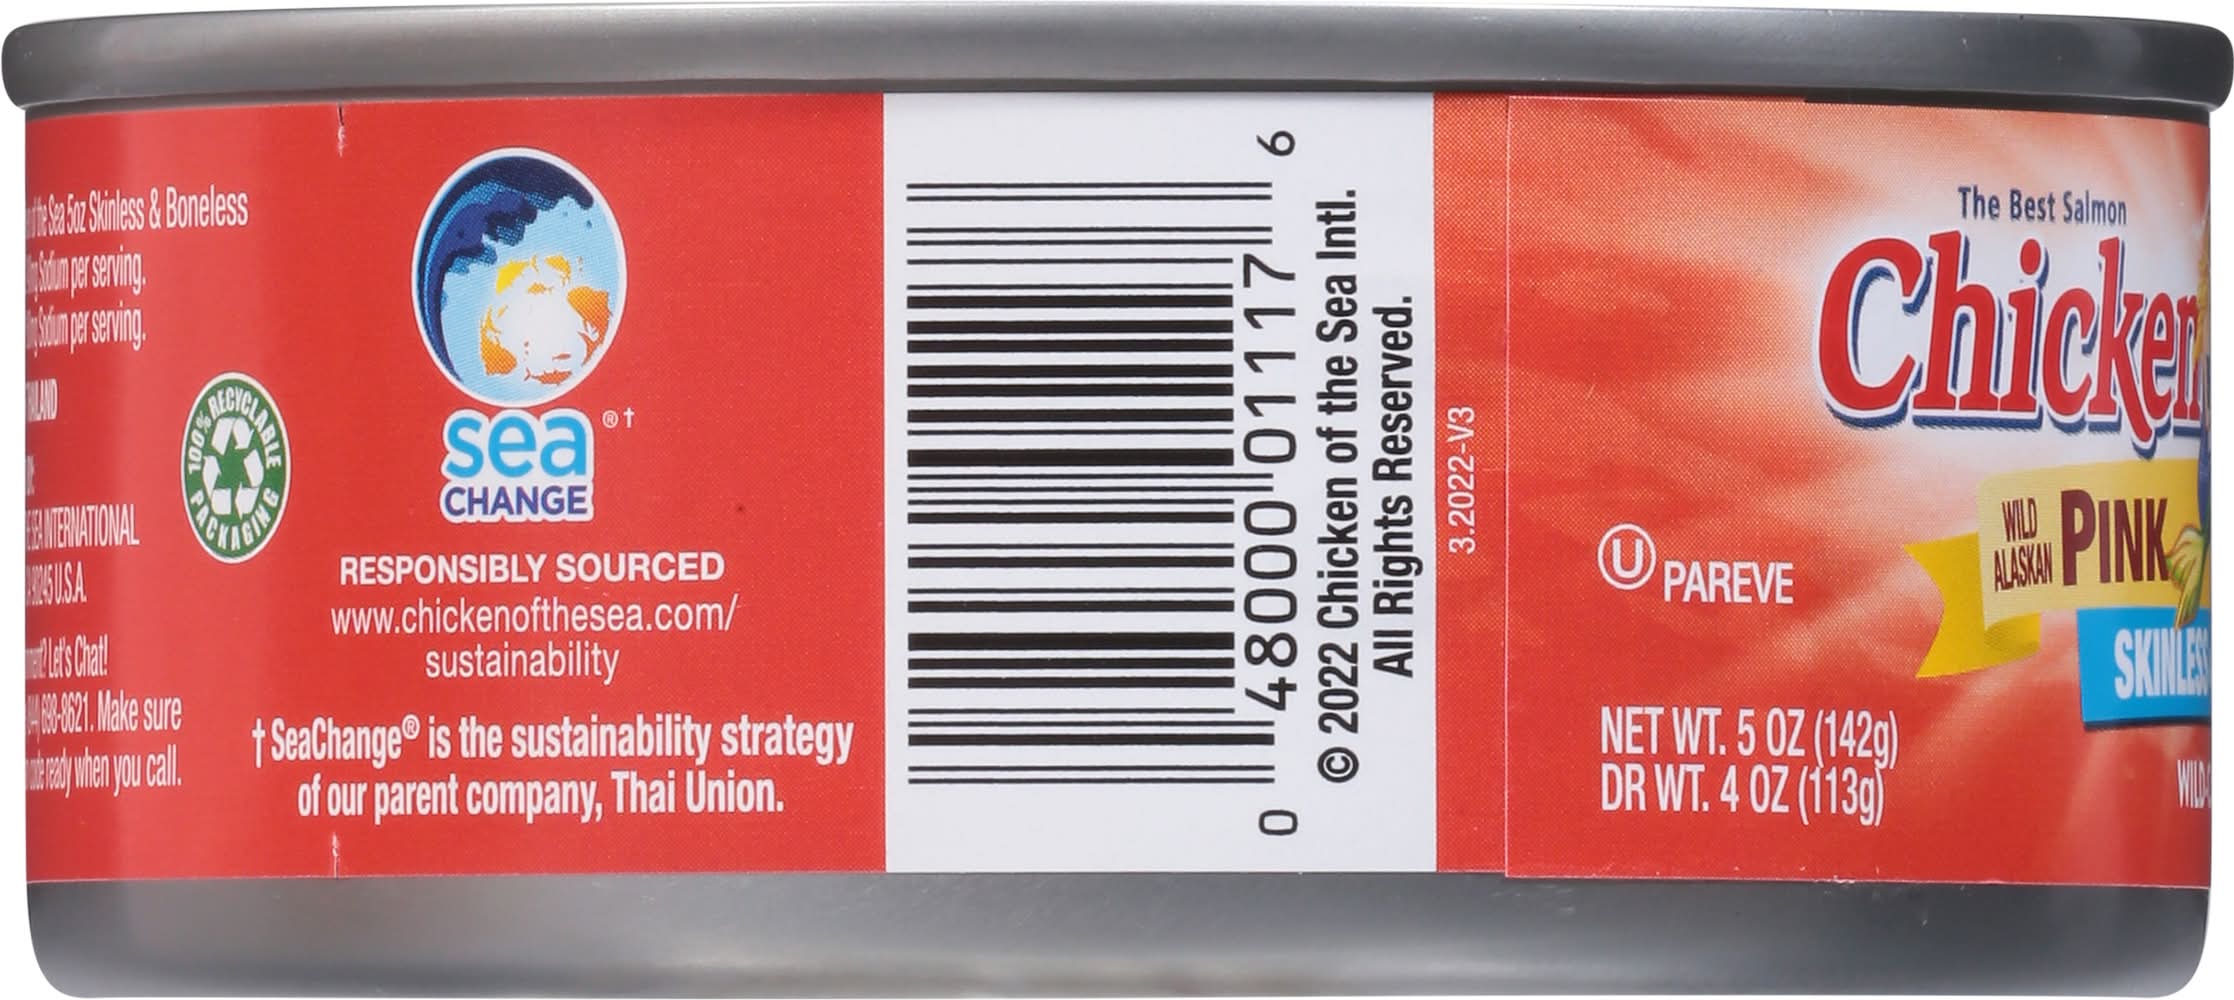 of the Sea 5oz Skinless & Boneless
Sodium per serving.
Sodium per serving.
INTERNATIONAL
U.S.A.
Let's Chat!
698-8621. Make sure
ready when you call.
100% RECYCLABLE
PACKAGING
sea ®†
CHANGE
RESPONSIBLY SOURCED
www.chickenofthesea.com/
sustainability
† SeaChange® is the sustainability strategy
of our parent company, Thai Union.
0 48000 01117 6
© 2022 Chicken of the Sea Intl.
All Rights Reserved.
3.2022-V3
The Best Salmon
Chicken
WILD
ALASKAN
PINK
SKINLESS
U PAREVE
NET WT. 5 OZ (142g)
DR WT. 4 OZ (113g)
WILD-